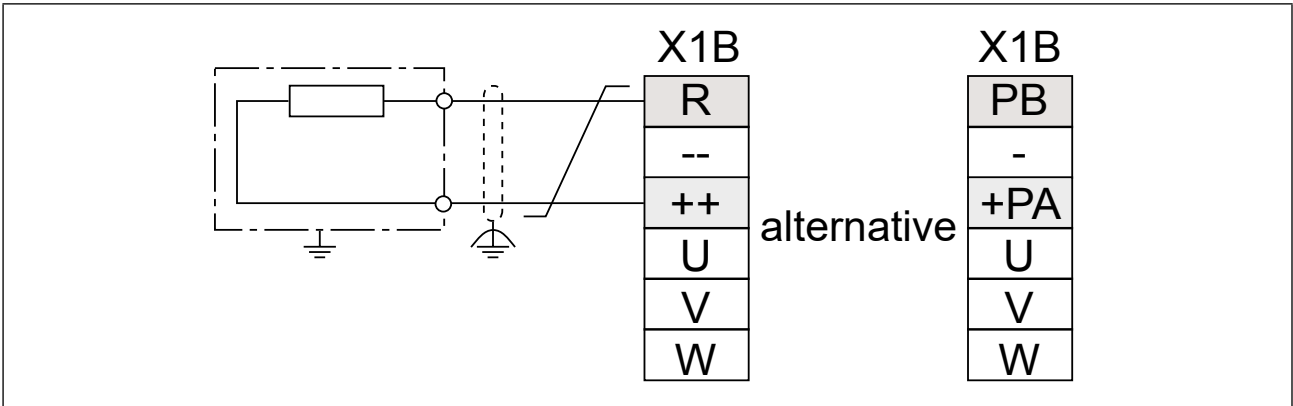 X1B
R
--
++
U
V
W
alternative
X1B
PB
-
+PA
U
V
W